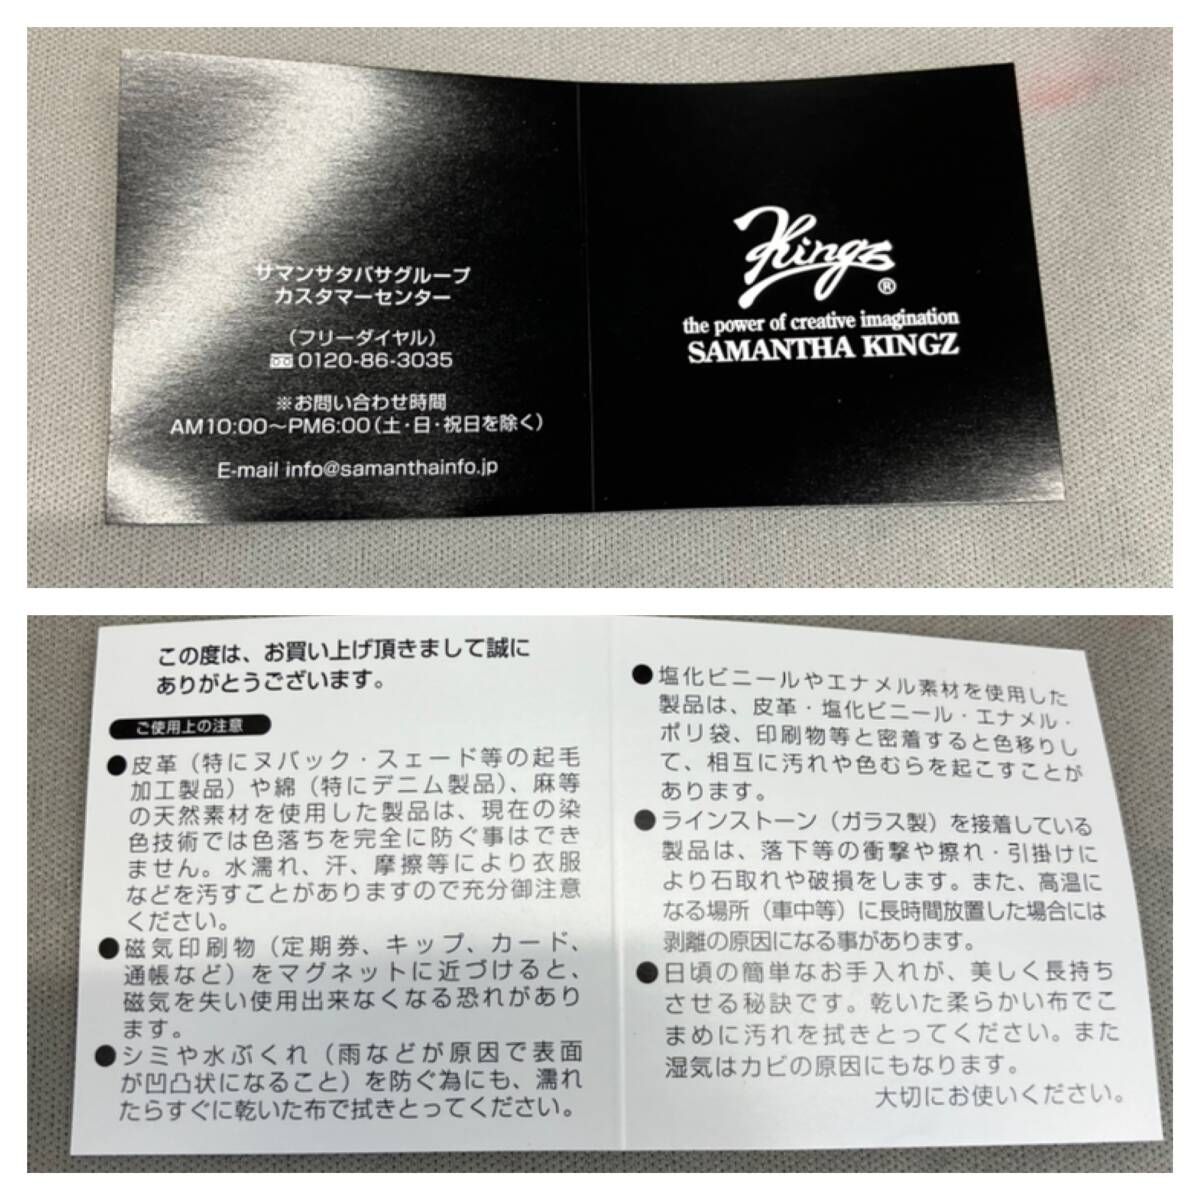 サマンサタバサグループ
カスタマーセンター
(フリーダイヤル)
0120-86-3035
※お問い合わせ時間
AM10:00～PM6:00(土・日・祝日を除く)
E-mail info@samanthainfo.jp
Kingz
®
the power of creative imagination
SAMANTHA KINGZ
この度は、お買い上げ頂きまして誠に
ありがとうございます。
ご使用上の注意
●皮革（特にヌバック・スエード等の起毛
加工製品）や綿（特にデニム製品）、麻等
の天然素材を使用した製品は、現在の染
色技術では色落ちを完全に防ぐ事はでき
ません。水濡れ、汗、摩擦等により衣服
などを汚すことがありますので充分御注意
ください。
●磁気印刷物（定期券、キップ、カード、
通帳など）をマグネットに近づけると、
磁気を失い使用出来なくなる恐れがあり
ます。
●シミや水ぶくれ（雨などが原因で表面
が凹凸状になること）を防ぐ為にも、濡れ
たらすぐに乾いた布で拭きとってください。
●塩化ビニールやエナメル素材を使用した
製品は、皮革・塩化ビニール・エナメル・
ポリ袋、印刷物等と密着すると色移りし
て、相互に汚れや色むらを起こすことが
あります。
●ラインストーン（ガラス製）を接着している
製品は、落下等の衝撃や擦れ・引掛けに
より石取れや破損をします。また、高温に
なる場所（車中等）に長時間放置した場合には
剥離の原因になる事があります。
●日頃の簡単なお手入れが、美しく長持ち
させる秘訣です。乾いた柔らかい布でこ
まめに汚れを拭きとってください。また
湿気はカビの原因にもなります。
大切にお使いください。